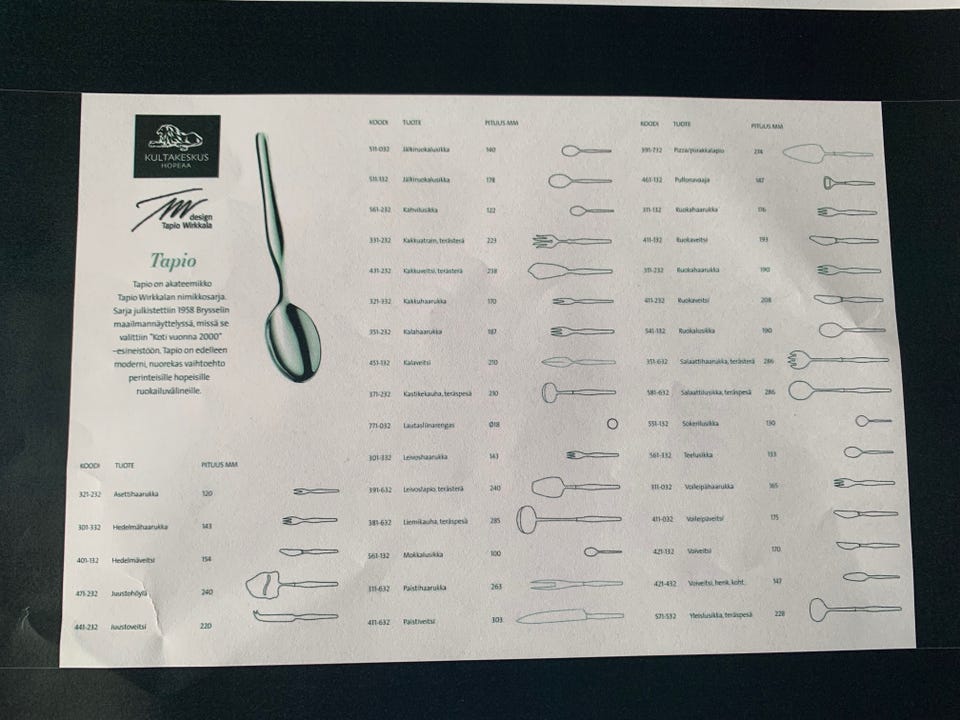 KULTAKESKUS
HOPEAA
design
Tapio Wirkkala
Tapio
Tapio on akateemikko
Tapio Wirkkalan nimikkosarja.
Sarja julkistettiin 1958 Brysselin
maailmannäyttelyssä, missä se
valittiin "Koti vuonna 2000"
–esineistöön. Tapio on edelleen
moderni, nuorekas vaihtoehto
perinteisille hopeisille
ruokailuvälineille.
KOODI TUOTE PITUUS MM
321-232 Asettihaarukka 120
301-332 Hedelmähaarukka 143
401-132 Hedelmäveitsi 154
471-232 Juustohöylä 240
441-232 Juustoveitsi 220
KOODI TUOTE PITUUS MM
511-032 Jälkiruokalusikka 140
511-132 Jälkiruokalusikka 178
561-232 Kahvilusikka 122
331-232 Kakkuatrain, terästerä 223
431-232 Kakkuveitsi, terästerä 238
321-332 Kakkuhaarukka 170
351-232 Kalahaarukka 187
451-132 Kalaveitsi 210
371-232 Kastikekauha, teräspesä 210
771-032 Lautasliinarengas Ø18
301-332 Leivoshaarukka 143
391-632 Leivoslapio, terästerä 240
381-632 Liemikauha, teräspesä 285
561-132 Mokkalusikka 100
311-632 Paistihaarukka 263
411-632 Paistiveitsi 303
KOODI TUOTE PITUUS MM
391-732 Pizza/piirakkalapio 274
461-132 Pullonavaaja 147
311-132 Ruokahaarukka 176
411-132 Ruokaveitsi 193
311-232 Ruokahaarukka 190
411-232 Ruokaveitsi 208
541-132 Ruokalusikka 190
351-632 Salaattihaarukka, terästerä 286
581-632 Salaattilusikka, teräspesä 286
551-132 Sokerilusikka 130
561-332 Teelusikka 133
311-032 Voileipähaarukka 165
411-032 Voileipäveitsi 175
421-132 Voiveitsi 170
421-432 Voiveitsi, henk. koht. 147
571-532 Yleislusikka, teräspesä 228